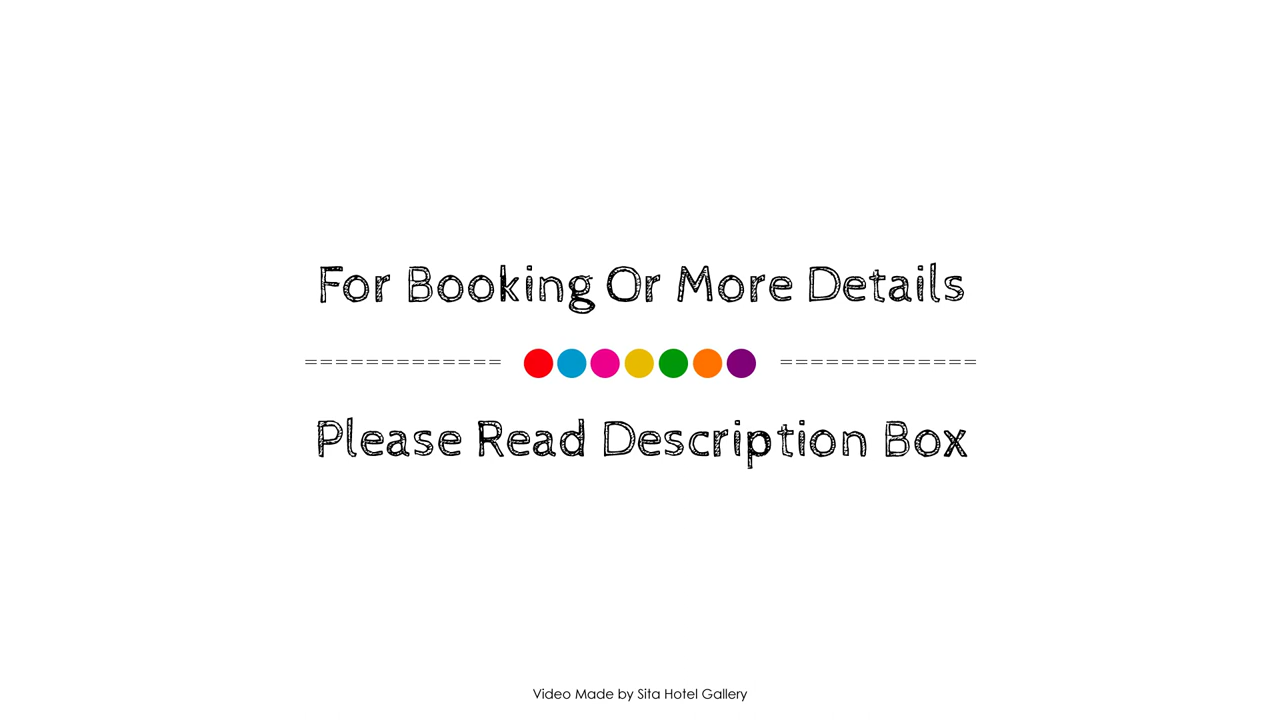 For Booking Or More Details
============= =============
Please Read Description Box
Video Made by Sita Hotel Gallery